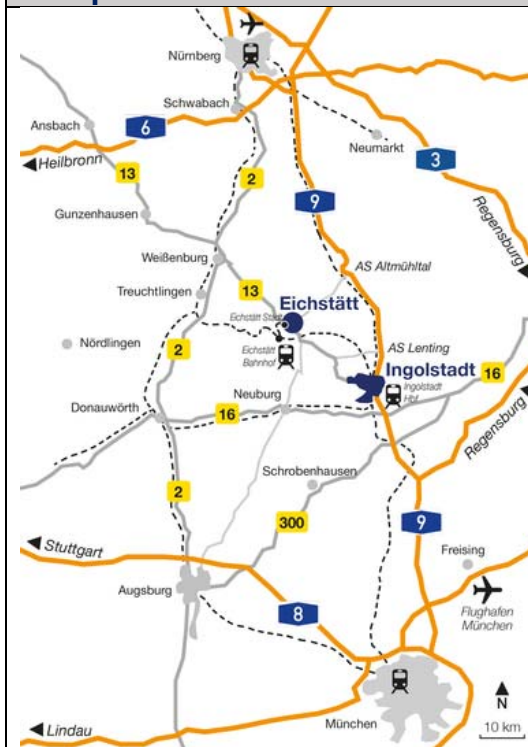 Nürnberg
Schwabach
Ansbach
6
Neumarkt
Heilbronn
3
13
2
Gunzenhausen
9
Regensburg
Weißenburg
AS Altmühltal
Treuchtlingen
13
Eichstätt
Eichstätt Stadt
Nördlingen
2
Eichstätt
Bahnhof
AS Lenting
Ingolstadt
16
Ingolstadt
Hbf
Neuburg
Donauwörth
16
Regensburg
Schrobenhausen
2
300
9
Stuttgart
Freising
Augsburg
8
Flughafen
München
N
München
10 km
Lindau